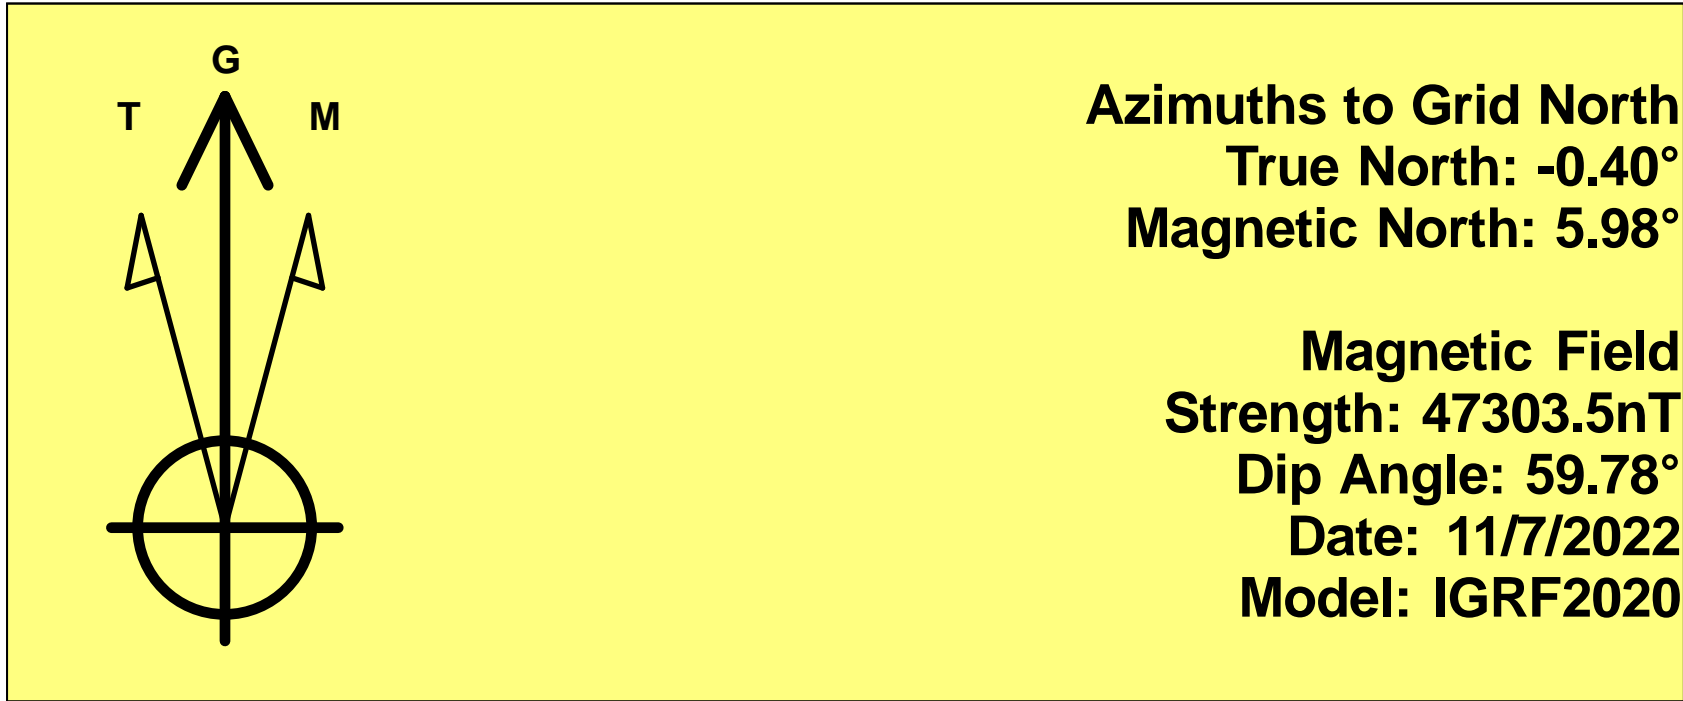 G
T M
Azimuths to Grid North
True North: -0.40°
Magnetic North: 5.98°
Magnetic Field
Strength: 47303.5nT
Dip Angle: 59.78°
Date: 11/7/2022
Model: IGRF2020